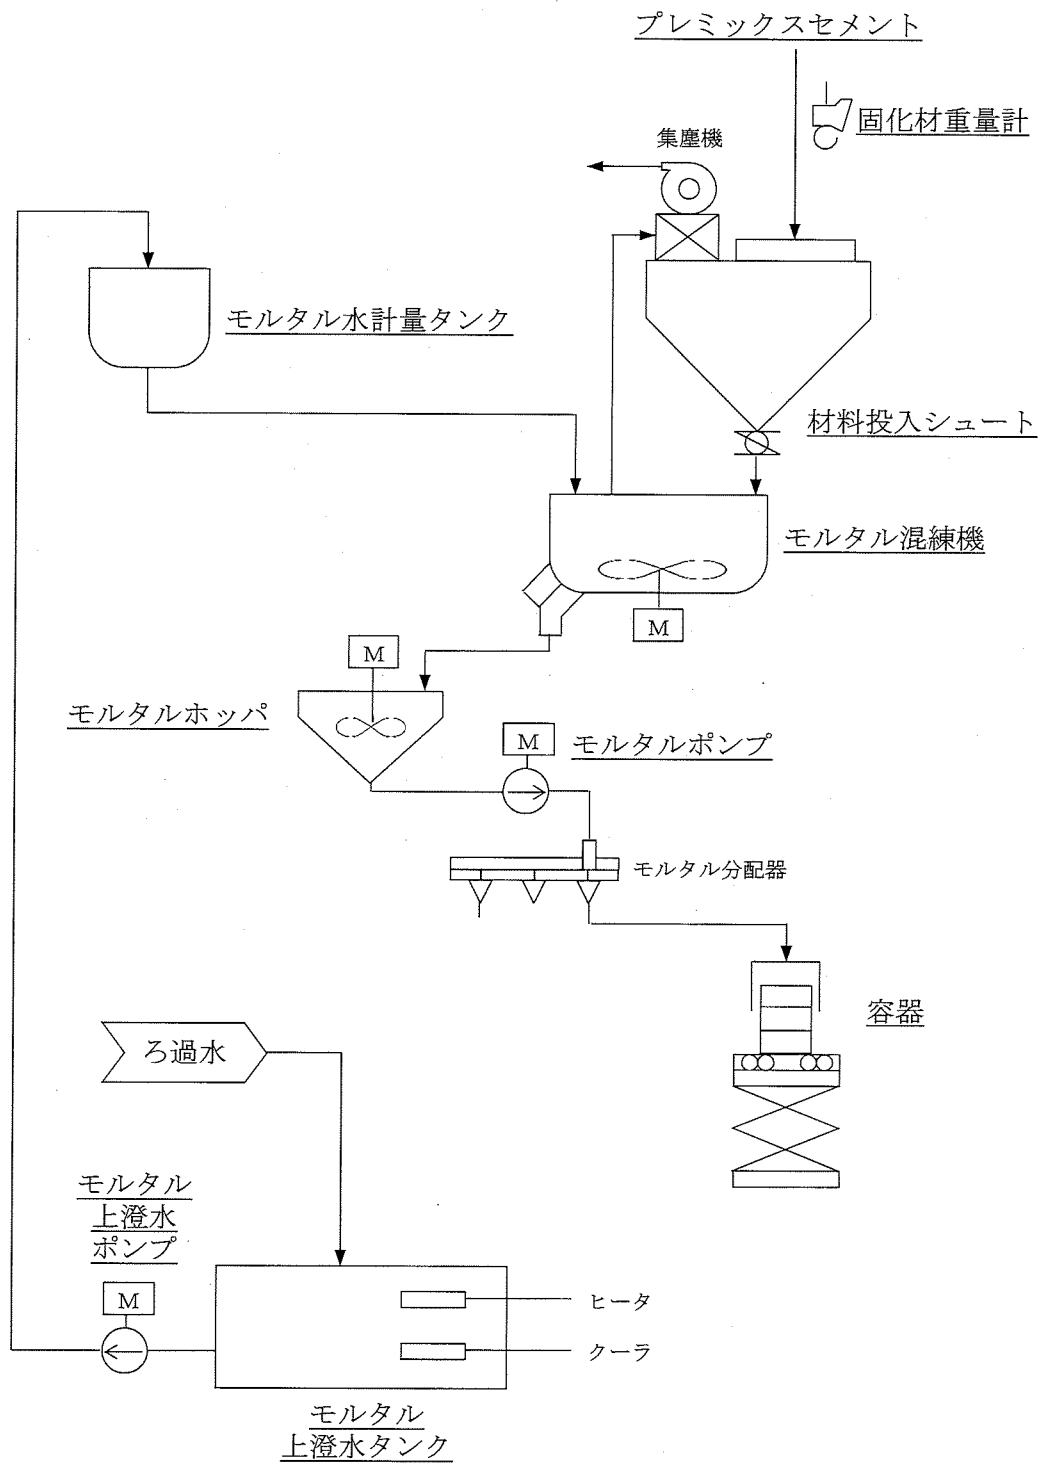 プレミックスセメント
固化材重量計
集塵機
モルタル水計量タンク
材料投入シュート
モルタル混練機
M
M
モルタルホッパ
M
モルタルポンプ
モルタル分配器
容器
ろ過水
モルタル
上澄水
ポンプ
M
ヒータ
クーラ
モルタル
上澄水タンク